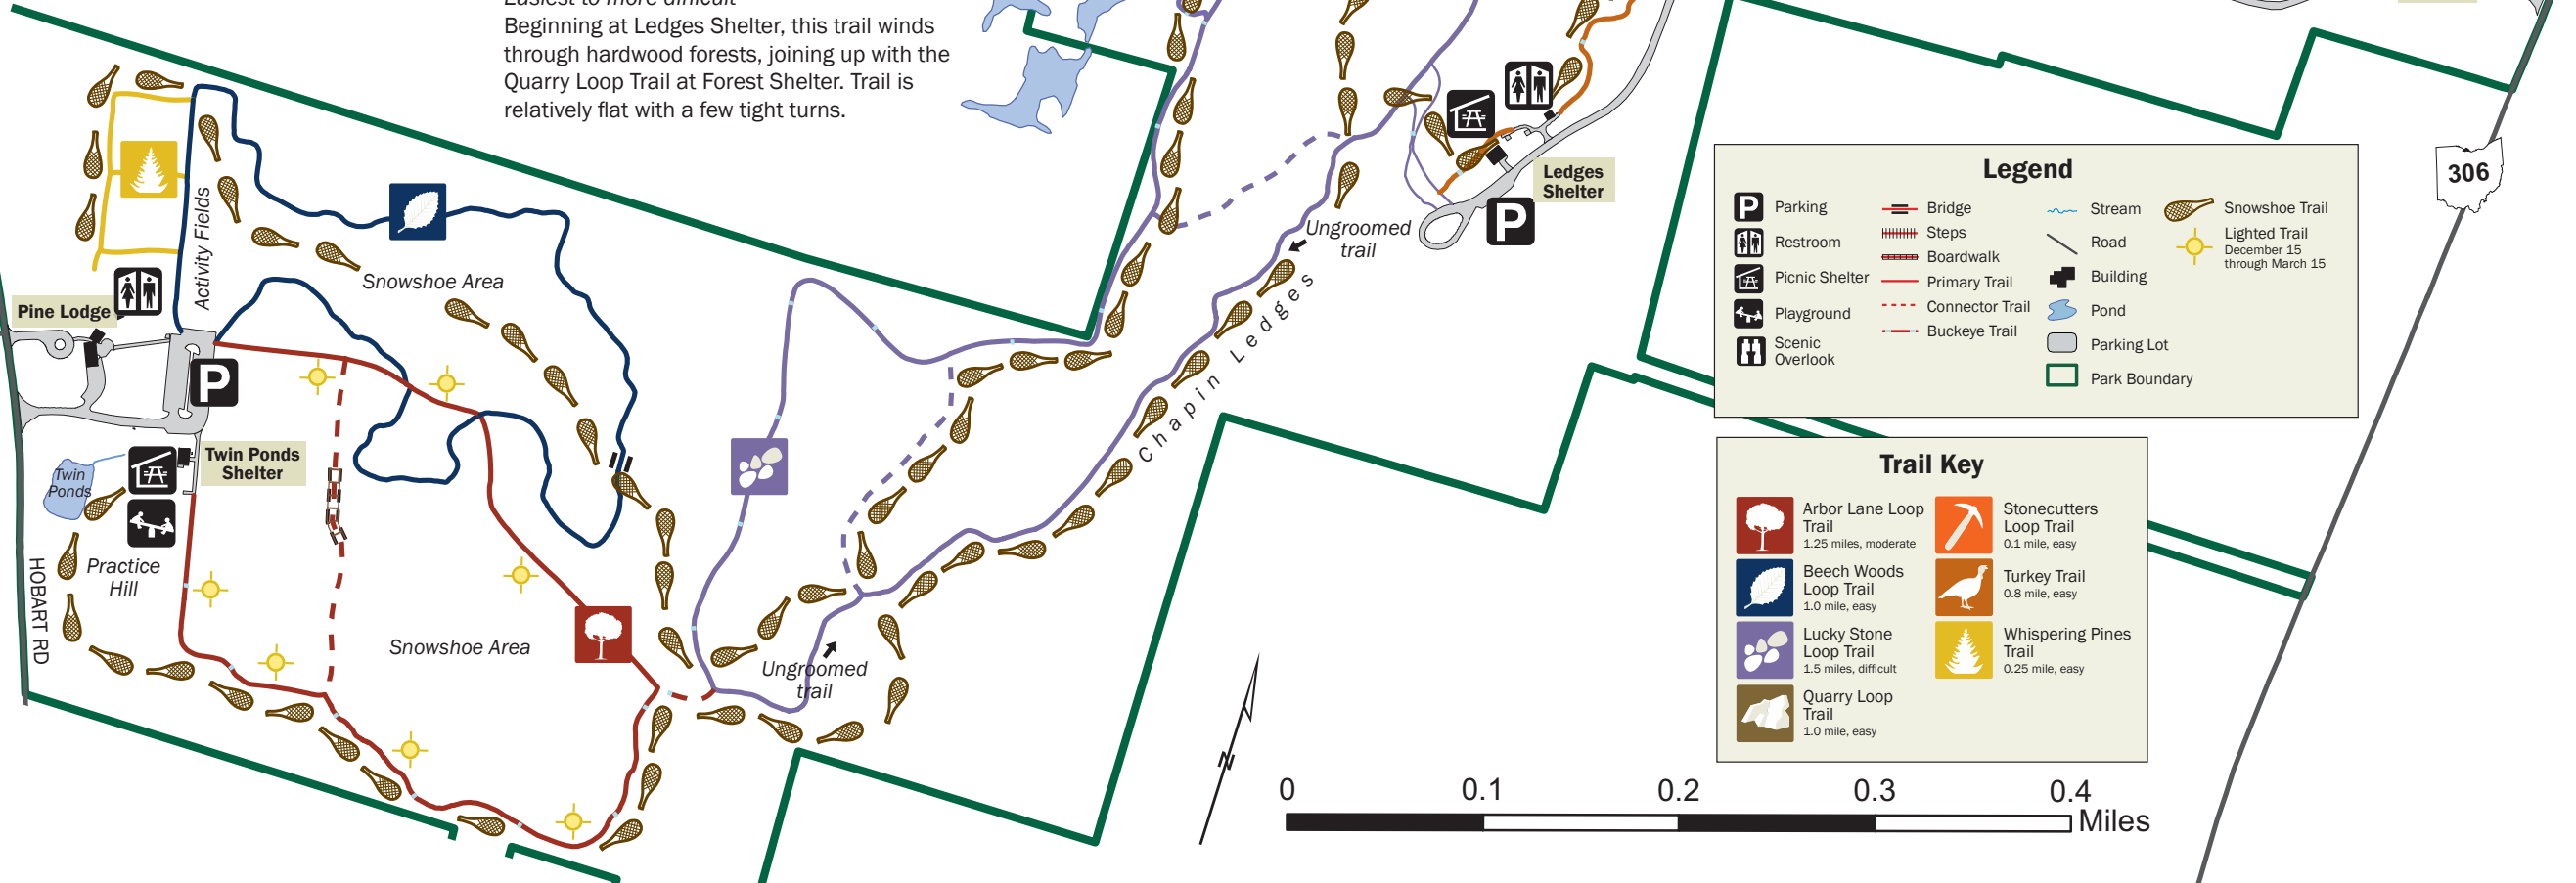 Easiest to more difficult
Beginning at Ledges Shelter, this trail winds
through hardwood forests, joining up with the
Quarry Loop Trail at Forest Shelter. Trail is
relatively flat with a few tight turns.
Activity Fields
Snowshoe Area
Pine Lodge
P
Twin Ponds
Shelter
Twin
Ponds
Practice
Hill
HOBART RD
Snowshoe Area
Ungroomed
trail
Chapin Ledges
Ungroomed
trail
Ledges
Shelter
P
306
N
Legend
P
Parking
Restroom
Picnic Shelter
Playground
Scenic
Overlook
Bridge
Steps
Boardwalk
Primary Trail
Connector Trail
Buckeye Trail
Stream
Road
Building
Pond
Parking Lot
Park Boundary
Snowshoe Trail
Lighted Trail
December 15
through March 15
Trail Key
Arbor Lane Loop
Trail
1.25 miles, moderate
Beech Woods
Loop Trail
1.0 mile, easy
Lucky Stone
Loop Trail
1.5 miles, difficult
Quarry Loop
Trail
1.0 mile, easy
Stonecutters
Loop Trail
0.1 mile, easy
Turkey Trail
0.8 mile, easy
Whispering Pines
Trail
0.25 mile, easy
0 0.1 0.2 0.3 0.4
Miles